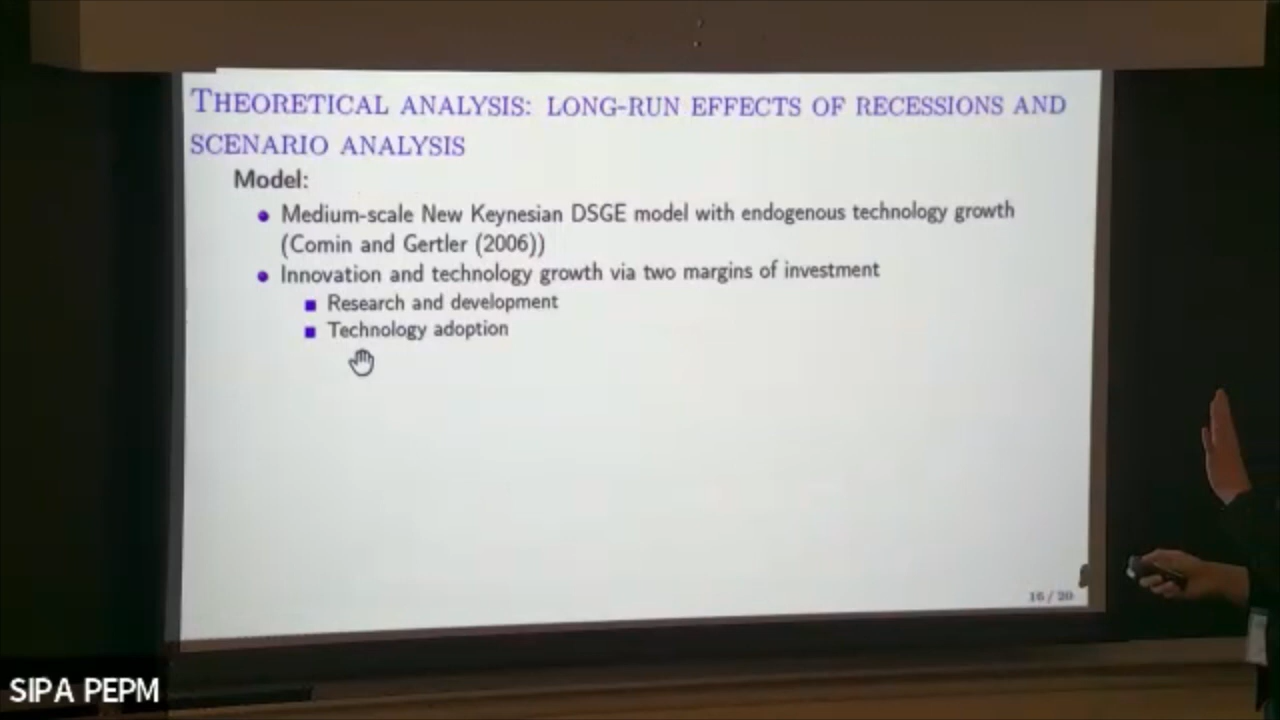 THEORETICAL ANALYSIS: LONG-RUN EFFECTS OF RECESSIONS AND
SCENARIO ANALYSIS
Model:
Medium-scale New Keynesian DSGE model with endogenous technology growth
(Comin and Gertler (2006))
Innovation and technology growth via two margins of investment
Research and development
Technology adoption
16 / 20
SIPA PEPM